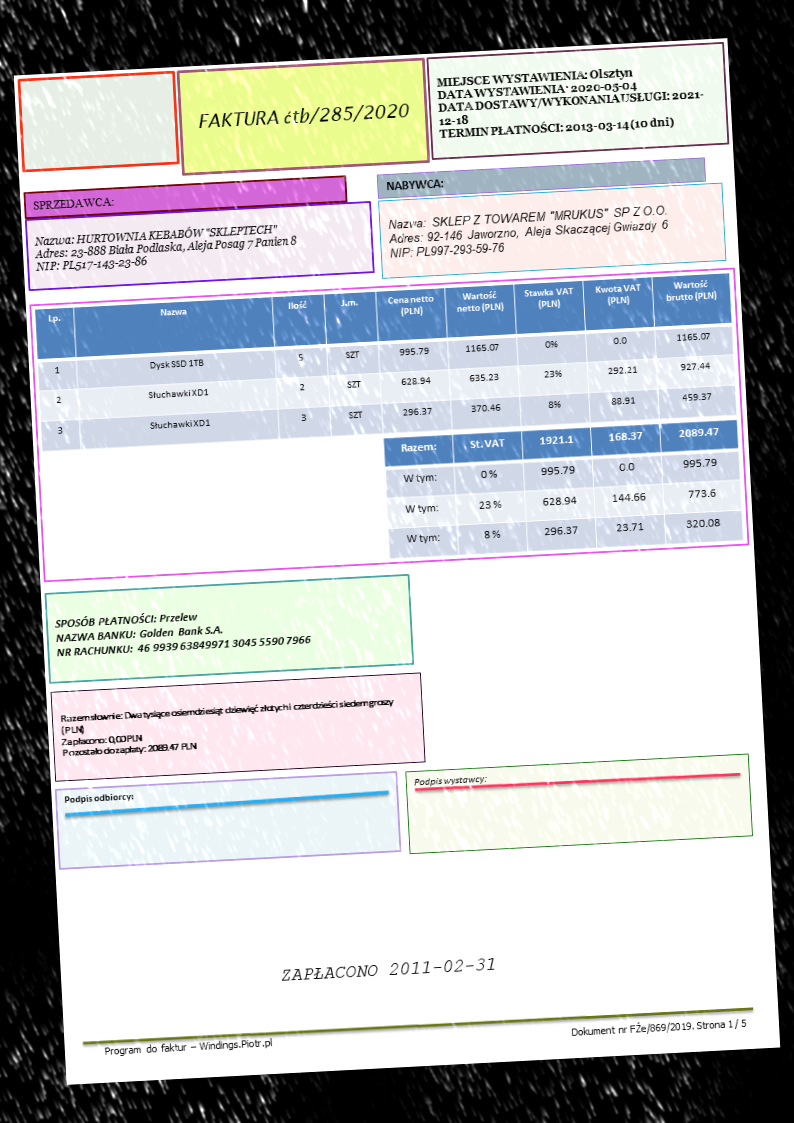 FAKTURA ćtb/285/2020
MIEJSCE WYSTAWIENIA: Olsztyn
DATA WYSTAWIENIA: 2020-03-04
DATA DOSTAWY/WYKONANIA USŁUGI: 2021-
12-18
TERMIN PŁATNOŚCI: 2013-03-14 (10 dni)
SPRZEDAWCA:
Nazwa: HURTOWNIA KEBABÓW "SKLEPTECH"
Adres: 23-888 Biała Podlaska, Aleja Posag 7 Panien 8
NIP: PL517-143-23-86
NABYWCA:
Nazwa: SKLEP Z TOWAREM "MRUKUS" SP Z O.O.
Adres: 92-146 Jaworzno, Aleja Skaczącej Gwiazdy 6
NIP: PL997-293-59-76
Lp. Nazwa Ilość J.m. Cena netto (PLN) Wartość netto (PLN) Stawka VAT (PLN) Kwota VAT (PLN) Wartość brutto (PLN)
1 Dysk SSD 1TB 5 SZT 995.79 1165.07 0% 0.0 1165.07
2 Słuchawki XD1 2 SZT 628.94 635.23 23% 292.21 927.44
3 Słuchawki XD1 3 SZT 296.37 370.46 8% 88.91 459.37
Razem: St. VAT 1921.1 168.37 2089.47
W tym: 0% 995.79 0.0 995.79
W tym: 23% 628.94 144.66 773.6
W tym: 8% 296.37 23.71 320.08
SPOSÓB PŁATNOŚCI: Przelew
NAZWA BANKU: Golden Bank S.A.
NR RACHUNKU: 46 9939 63849971 3045 5590 7966
Razem słownie: Dwa tysiące osiemdziesiąt dziewięć złotych i czterdzieści siedem groszy
(PLN)
Zapłacono: 0,00 PLN
Pozostało do zapłaty: 2089.47 PLN
Podpis odbiorcy:
Podpis wystawcy:
ZAPŁACONO 2011-02-31
Program do faktur – Windings.Piotr.pl
Dokument nr FŻe/869/2019. Strona 1 / 5